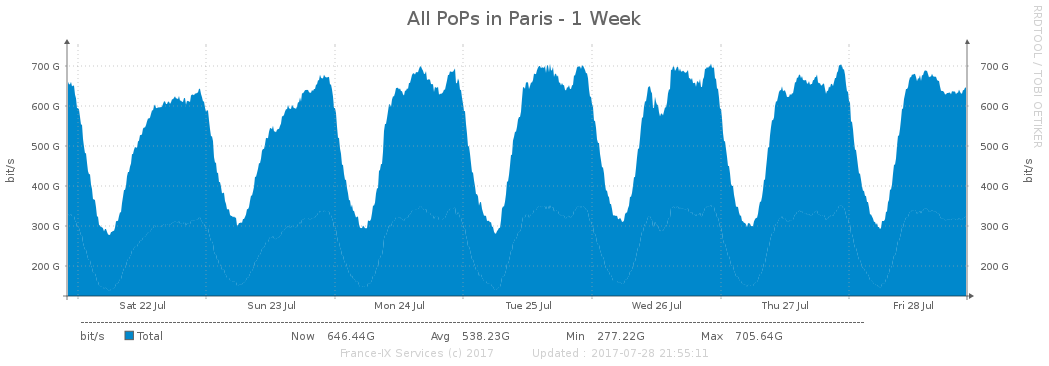 All PoPs in Paris - 1 Week
RRDTOOL / TOBI OETIKER
bit/s
bit/s
700 G 700 G
600 G 600 G
500 G 500 G
400 G 400 G
300 G 300 G
200 G 200 G
Sat 22 Jul Sun 23 Jul Mon 24 Jul Tue 25 Jul Wed 26 Jul Thu 27 Jul Fri 28 Jul
bit/s Total Now 646.44G Avg 538.23G Min 277.22G Max 705.64G
France-IX Services (c) 2017 Updated : 2017-07-28 21:55:11